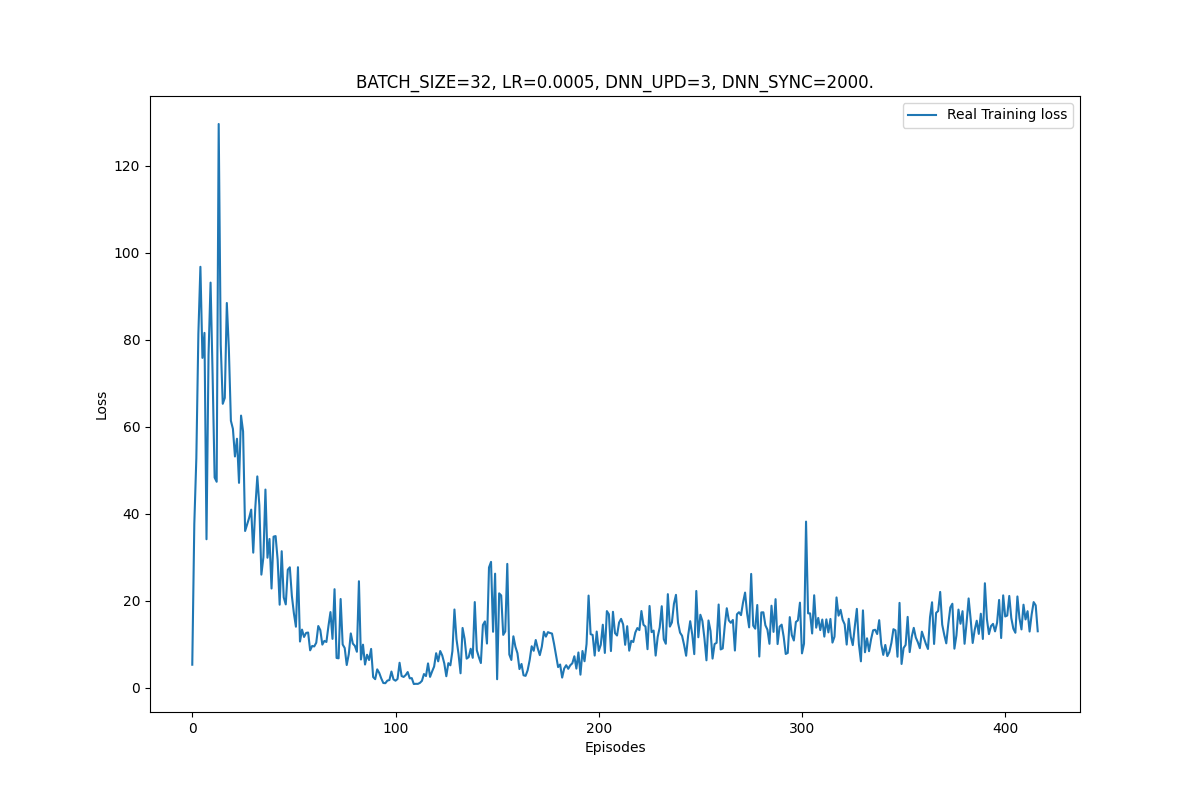 BATCH_SIZE=32, LR=0.0005, DNN_UPD=3, DNN_SYNC=2000.
Real Training loss
120
100
80
60
40
20
0
Loss
0 100 200 300 400
Episodes